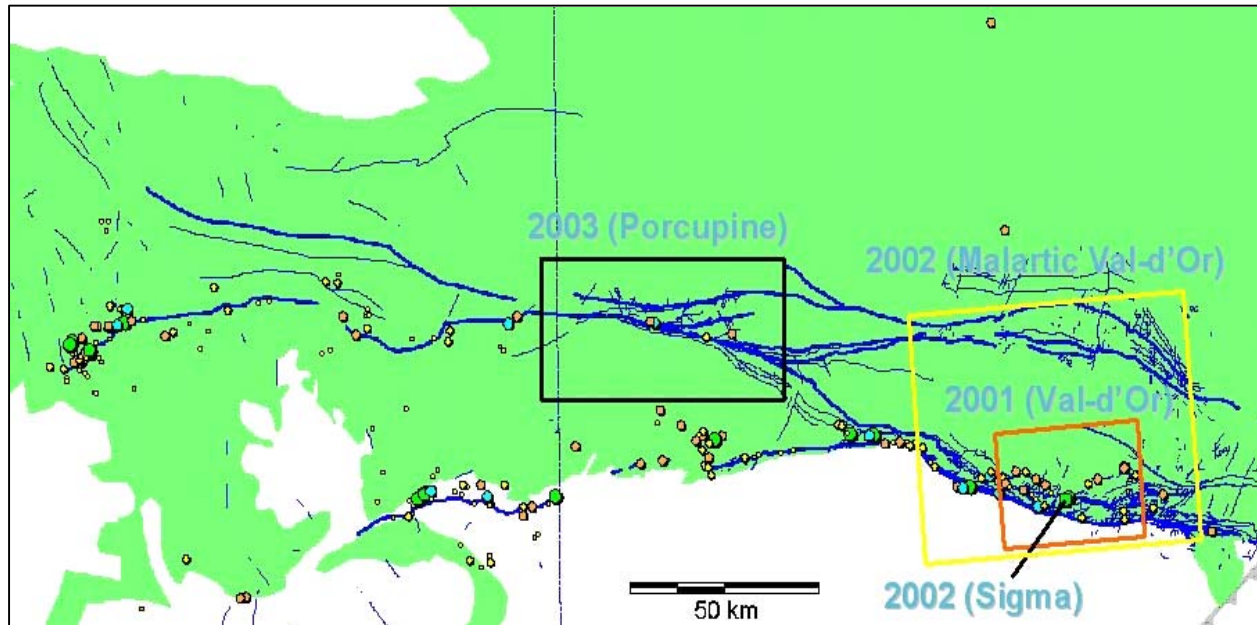 2003 (Porcupine)
2002 (Malartic Val-d'Or)
2001 (Val-d'Or)
2002 (Sigma)
50 km